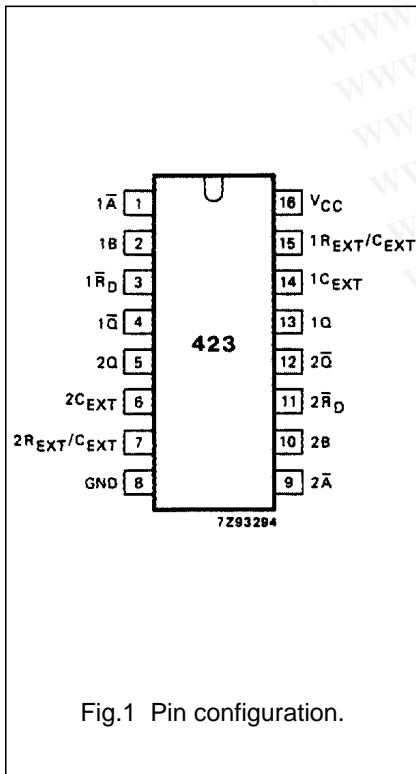 1A̅ 1
1B 2
1R̅D 3
1Q̅ 4
2Q 5
2CEXT 6
2REXT/CEXT 7
GND 8
423
16 VCC
15 1REXT/CEXT
14 1CEXT
13 1Q
12 2Q̅
11 2R̅D
10 2B
9 2A̅
7Z93294
Fig.1 Pin configuration.